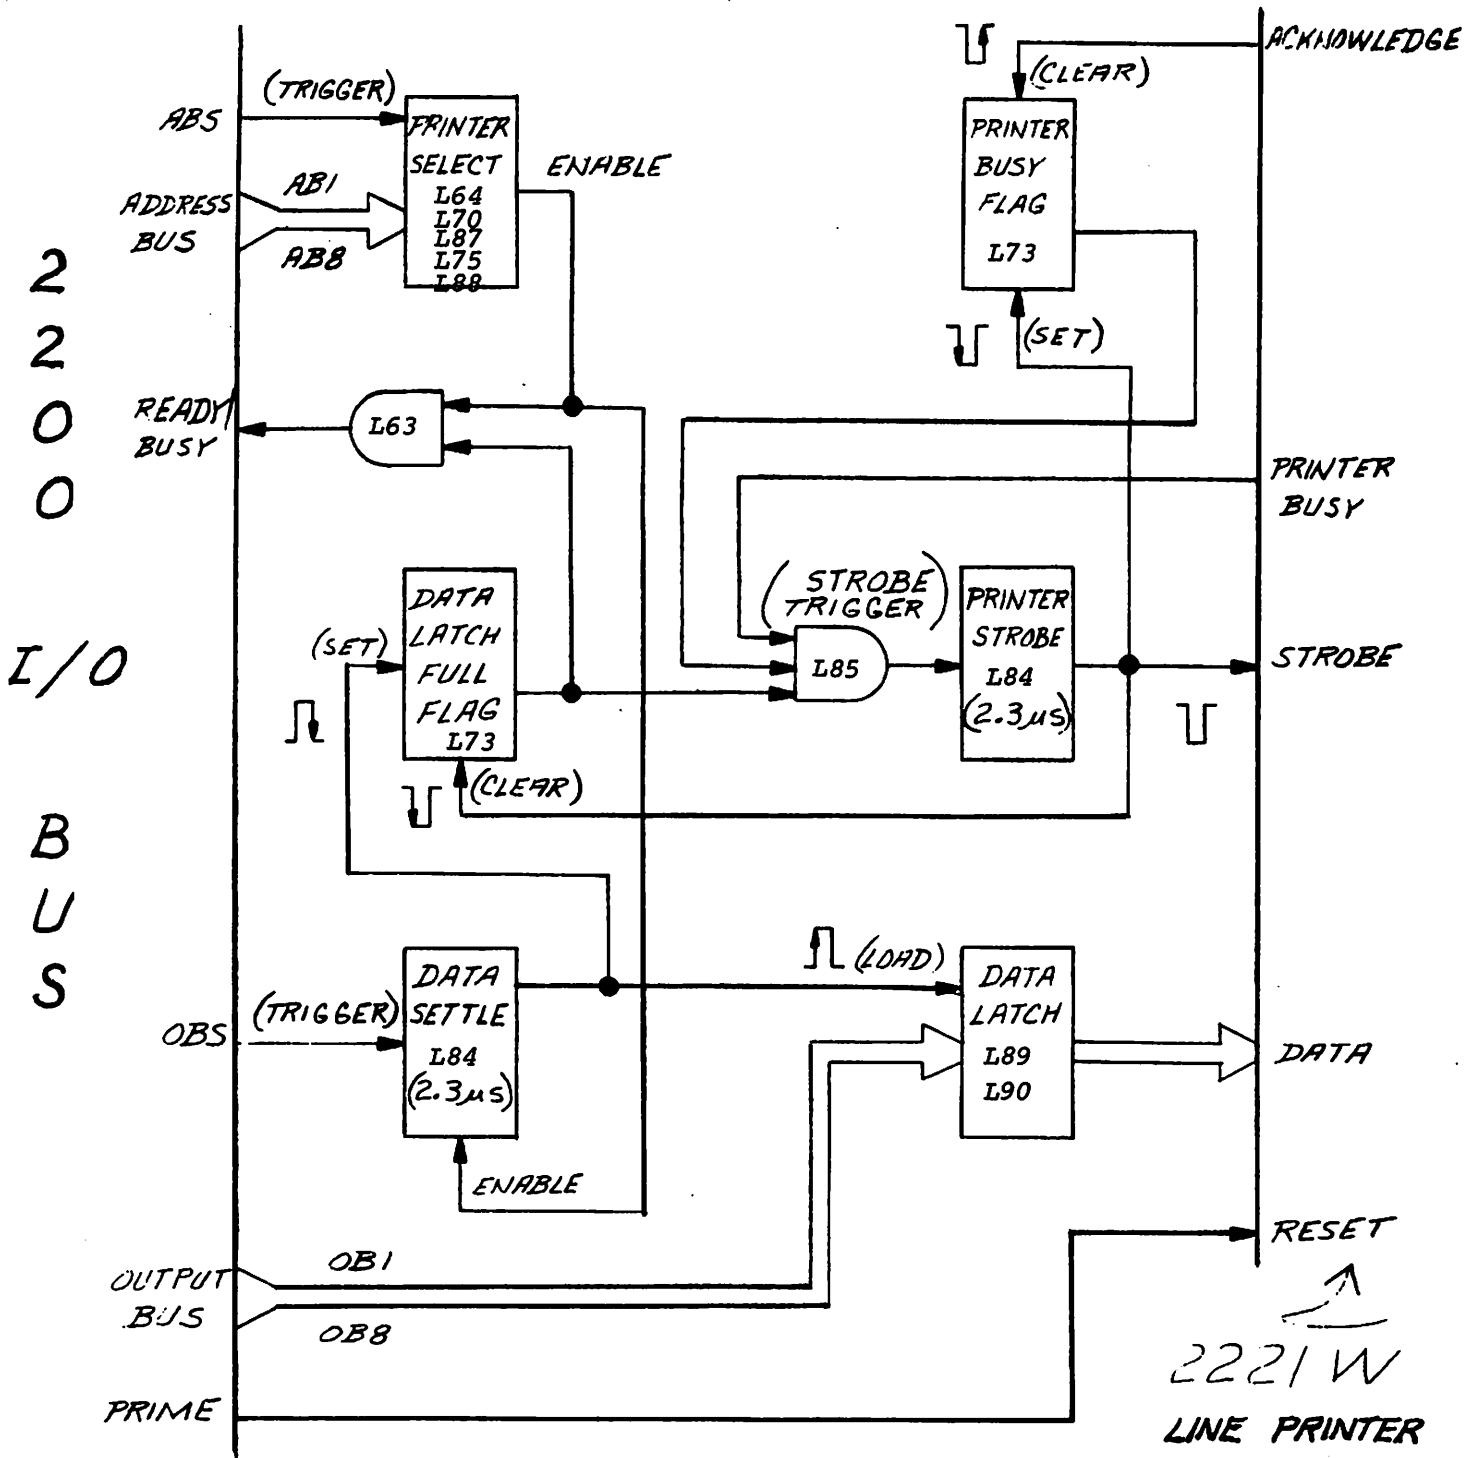 ACKNOWLEDGE
(TRIGGER)
(CLEAR)
ABS
PRINTER
SELECT
L64
L70
L87
L75
L88
ENABLE
PRINTER
BUSY
FLAG
L73
AB1
ADDRESS
BUS
AB8
(SET)
2
2
0
0
I/O
B
U
S
READY/
BUSY
L63
PRINTER
BUSY
DATA
LATCH
FULL
FLAG
L73
(SET)
(STROBE
TRIGGER)
L85
PRINTER
STROBE
L84
(2.3µs)
STROBE
(CLEAR)
(LOAD)
DATA
SETTLE
L84
(2.3µs)
(TRIGGER)
OBS
DATA
LATCH
L89
L90
DATA
ENABLE
RESET
OB1
OUTPUT
BUS
OB8
2221W
PRIME
LINE PRINTER